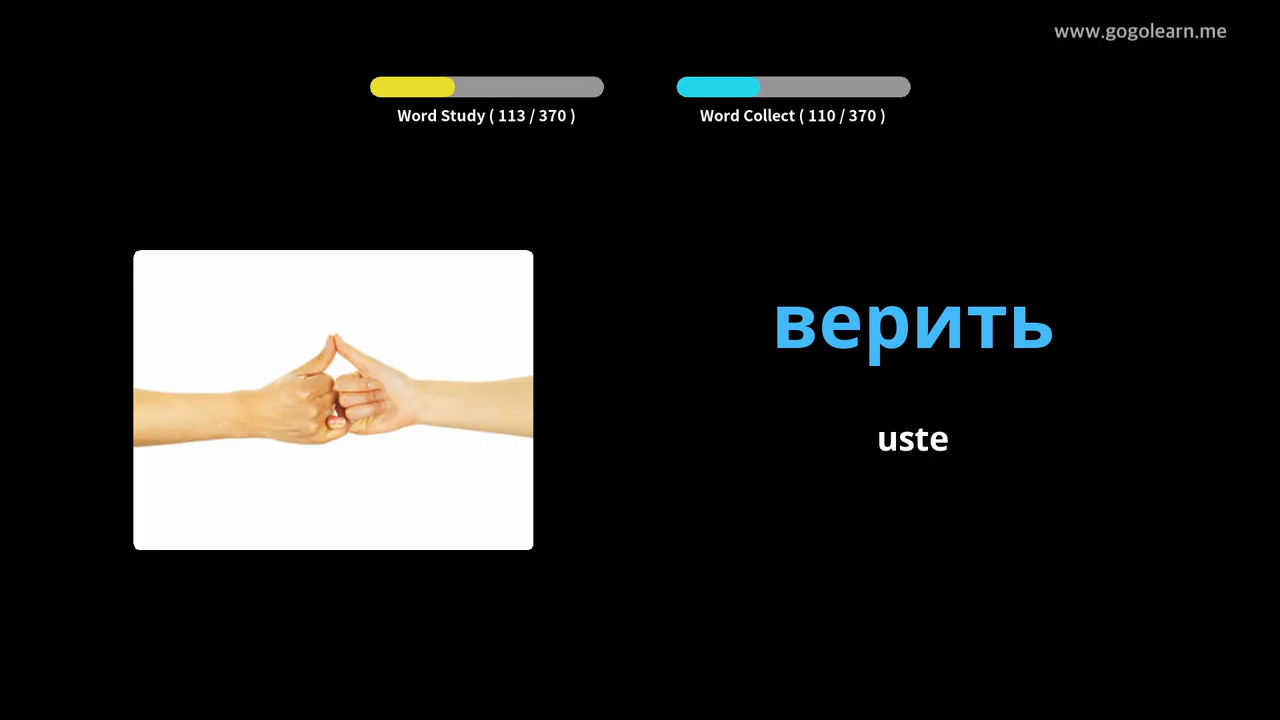 www.gogolearn.me
Word Study ( 113 / 370 )
Word Collect ( 110 / 370 )
верить
uste